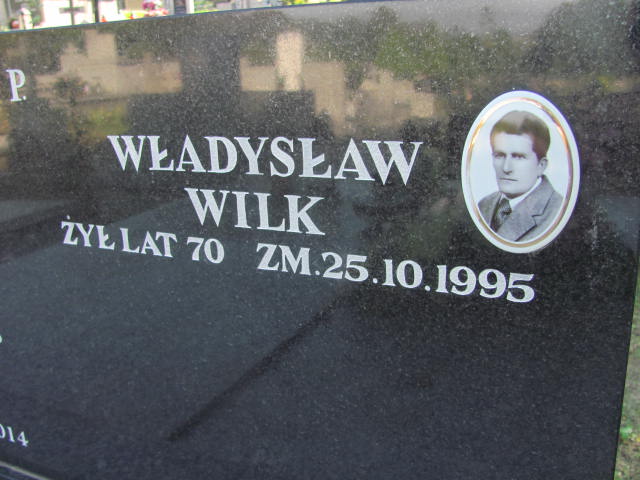 P.
WŁADYSŁAW
WILK
ŻYŁ LAT 70 ZM.25.10.1995
014